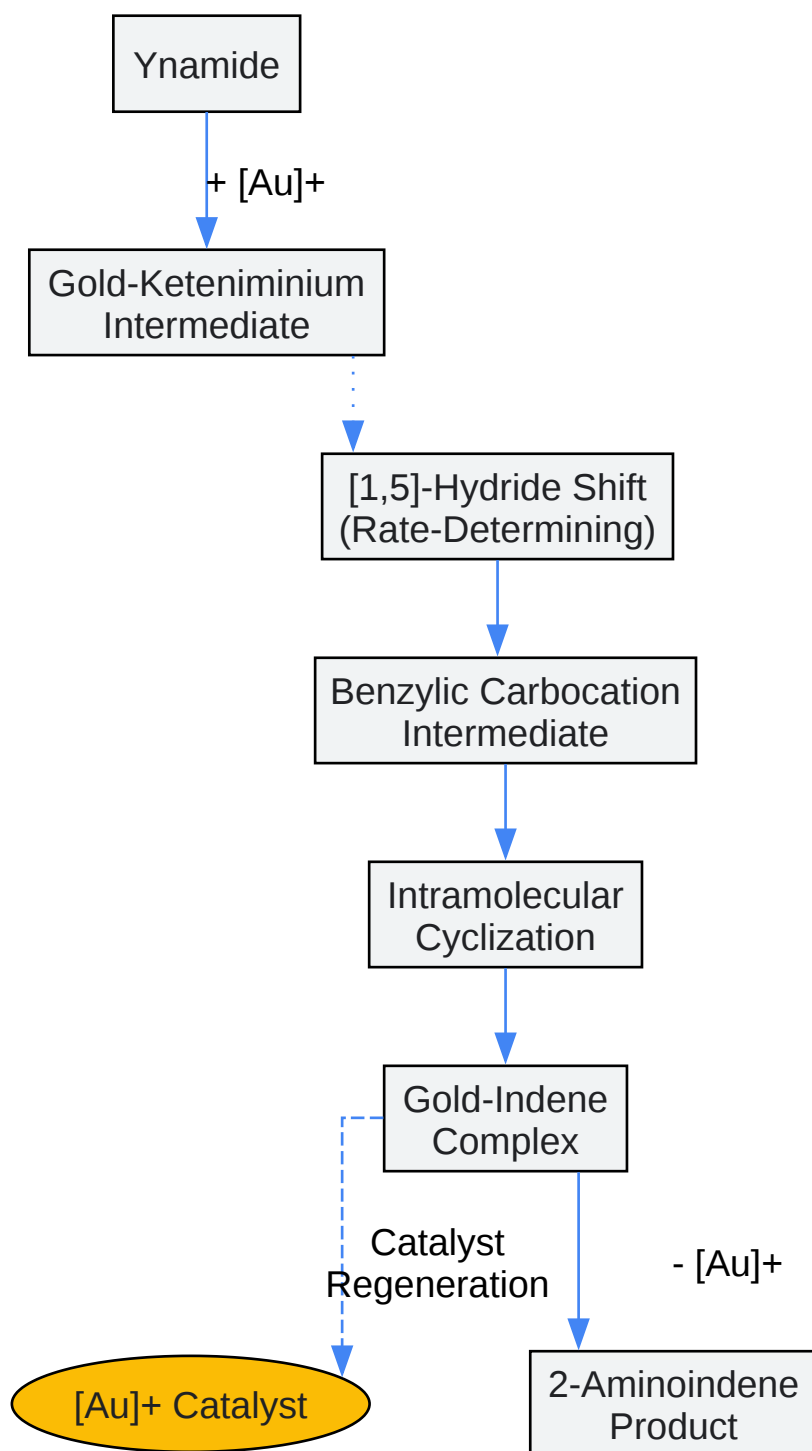 Ynamide
+ [Au]+
Gold-Keteniminium
Intermediate
[1,5]-Hydride Shift
(Rate-Determining)
Benzylic Carbocation
Intermediate
Intramolecular
Cyclization
Gold-Indene
Complex
Catalyst
Regeneration
- [Au]+
[Au]+ Catalyst
2-Aminoindene
Product